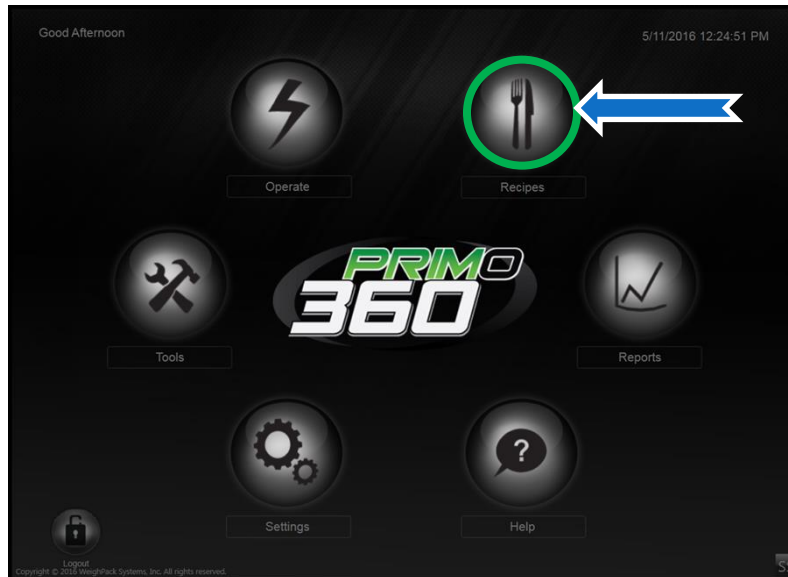 Good Afternoon
5/11/2016 12:24:51 PM
Operate
Recipes
PRIMO
360
Tools
Reports
?
Settings
Help
Logout
Copyright © 2016 WeighPack Systems, Inc. All rights reserved.